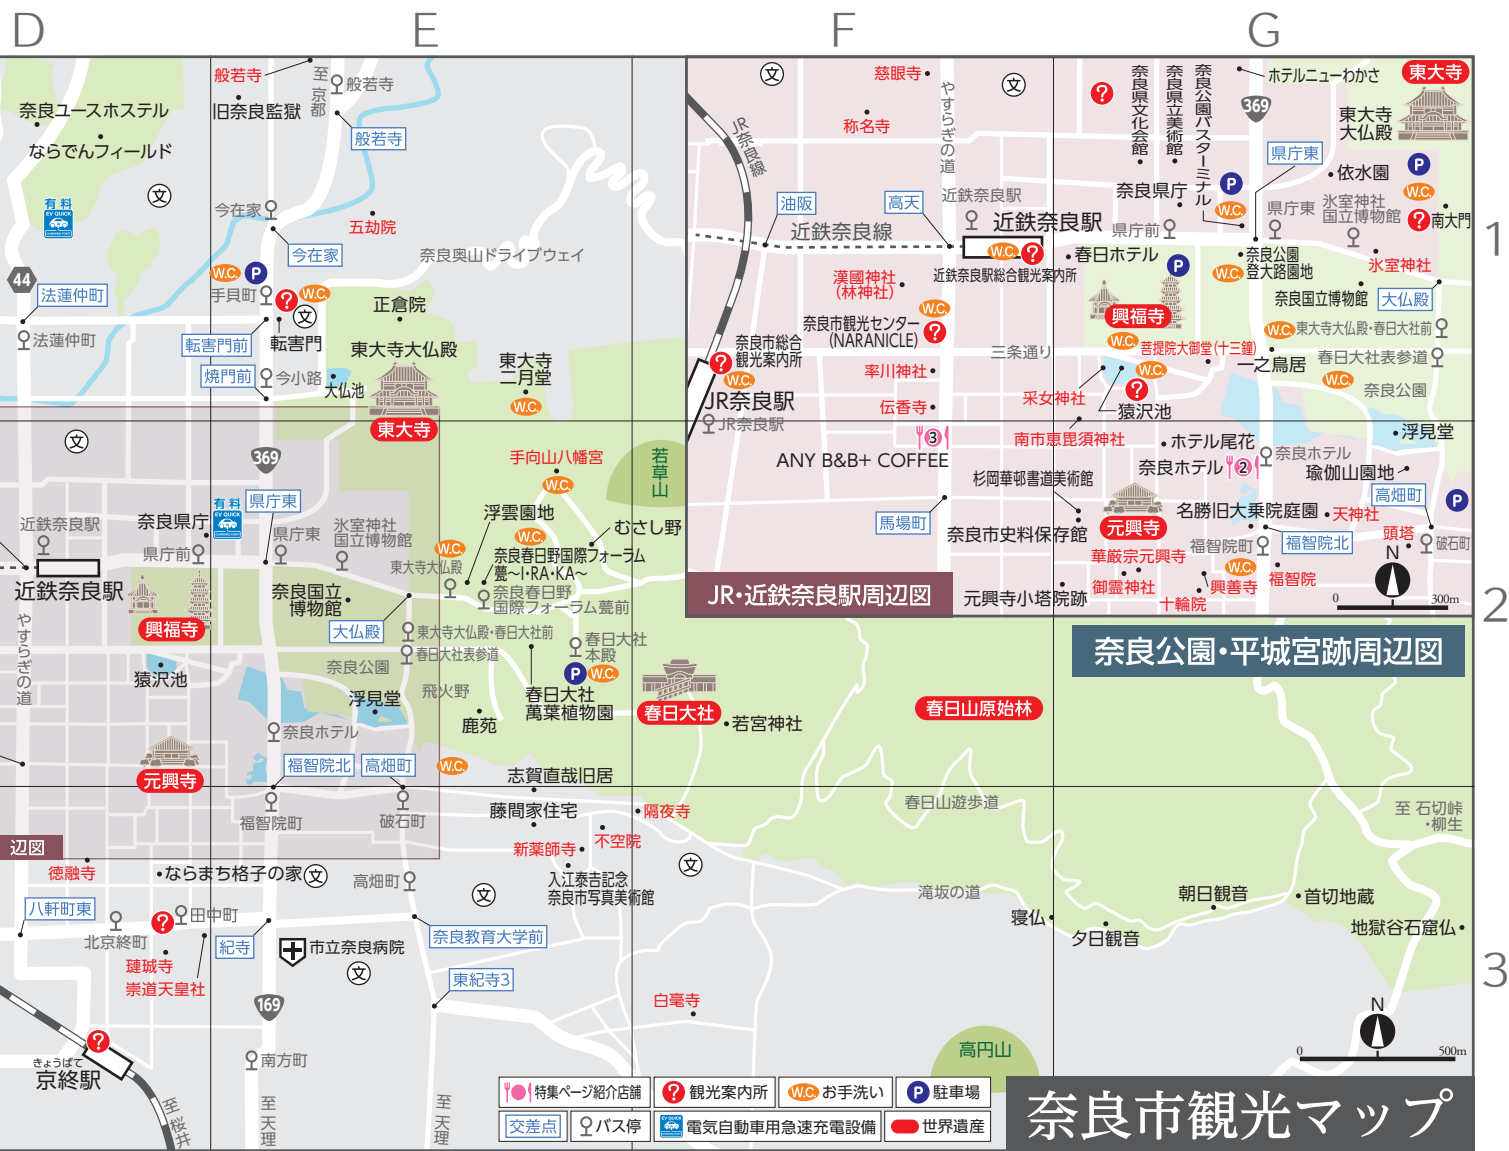 D
E
F
G
般若寺
至 京都
般若寺
奈良ユースホステル
旧奈良監獄
ならでんフィールド
般若寺
有料
EV QUICK
今在家
五劫院
今在家
奈良奥山ドライブウェイ
44
法蓮仲町
W.C.
P
手貝町
?
W.C.
正倉院
法蓮仲町
転害門前
転害門
東大寺大仏殿
東大寺
二月堂
焼門前
今小路
大仏池
W.C.
東大寺
文
369
手向山八幡宮
W.C.
若草山
有料
EV QUICK
県庁東
近鉄奈良駅
奈良県庁
県庁東
氷室神社
国立博物館
浮雲園地
むさし野
県庁前
W.C.
W.C.
奈良春日野国際フォーラム
甍~I・RA・KA~
東大寺大仏殿
近鉄奈良駅
奈良国立
博物館
奈良春日野
国際フォーラム甍前
興福寺
大仏殿
東大寺大仏殿・春日大社前
春日大社
本殿
やすらぎの道
奈良公園
春日大社表参道
猿沢池
P
W.C.
飛火野
春日大社
萬葉植物園
浮見堂
鹿苑
春日大社
若宮神社
春日山原始林
奈良ホテル
元興寺
福智院北
高畑町
W.C.
志賀直哉旧居
福智院町
破石町
藤間家住宅
隔夜寺
春日山遊歩道
至 石切峠
・柳生
辺図
新薬師寺
不空院
徳融寺
ならまち格子の家
文
高畑町
文
入江泰吉記念
奈良市写真美術館
文
滝坂の道
朝日観音
首切地蔵
八軒町東
田中町
?
北京終町
紀寺
奈良教育大学前
寝仏
夕日観音
地獄谷石窟仏
市立奈良病院
文
璉珹寺
崇道天皇社
東紀寺3
169
白毫寺
N
?
きょうばて
京終駅
南方町
高円山
0
500m
至 桜井
至 天理
至 天理
文
慈眼寺
文
?
奈良県文化会館
奈良県立美術館
奈良公園バスターミナル
ホテルニューわかさ
東大寺
369
称名寺
やすらぎの道
JR奈良線
東大寺
大仏殿
県庁東
P
依水園
P
W.C.
油阪
高天
近鉄奈良駅
奈良県庁
W.C.
県庁東
氷室神社
国立博物館
?
南大門
近鉄奈良線
近鉄奈良駅
県庁前
W.C.
?
近鉄奈良駅総合観光案内所
春日ホテル
奈良公園
登大路園地
氷室神社
P
W.C.
漢國神社
(林神社)
奈良国立博物館
大仏殿
W.C.
奈良市観光センター
(NARANICLE)
?
興福寺
奈良市総合
観光案内所
?
W.C.
W.C.
東大寺大仏殿・春日大社前
三条通り
菩提院大御堂(十三鐘)
一之鳥居
春日大社表参道
率川神社
W.C.
W.C.
奈良公園
JR奈良駅
采女神社
?
猿沢池
伝香寺
JR奈良駅
3
南市恵毘須神社
浮見堂
ANY B&B+ COFFEE
ホテル尾花
奈良ホテル
奈良ホテル
2
瑜伽山園地
杉岡華邨書道美術館
高畑町
P
元興寺
馬場町
名勝旧大乗院庭園
天神社
奈良市史料保存館
福智院町
福智院北
頭塔
破石町
華厳宗元興寺
W.C.
福智院
N
JR・近鉄奈良駅周辺図
元興寺小塔院跡
御霊神社
十輪院
興善寺
0
300m
奈良公園・平城宮跡周辺図
1
2
3
特集ページ紹介店舗
? 観光案内所
W.C. お手洗い
P 駐車場
交差点
バス停
EV QUICK
電気自動車用急速充電設備
世界遺産
奈良市観光マップ